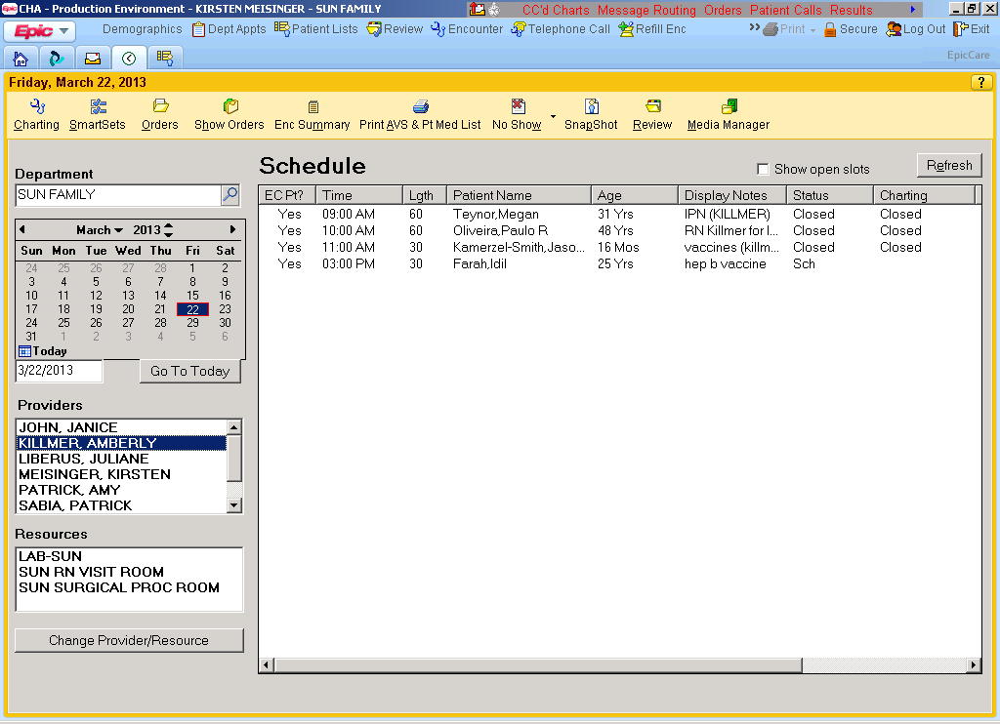 Epic CHA - Production Environment - KIRSTEN MEISINGER - SUN FAMILY CC'd Charts Message Routing Orders Patient Calls Results
Epic Demographics Dept Appts Patient Lists Review Encounter Telephone Call Refill Enc >> Print Secure Log Out Exit
EpicCare
Friday, March 22, 2013 ?
Charting SmartSets Orders Show Orders Enc Summary Print AVS & Pt Med List No Show SnapShot Review Media Manager
Schedule
Show open slots Refresh
Department
SUN FAMILY
March 2013
Sun Mon Tue Wed Thu Fri Sat
24 25 26 27 28 1 2
3 4 5 6 7 8 9
10 11 12 13 14 15 16
17 18 19 20 21 22 23
24 25 26 27 28 29 30
31 1 2 3 4 5 6
Today
3/22/2013 Go To Today
Providers
JOHN, JANICE
KILLMER, AMBERLY
LIBERUS, JULIANE
MEISINGER, KIRSTEN
PATRICK, AMY
SABIA, PATRICK
Resources
LAB-SUN
SUN RN VISIT ROOM
SUN SURGICAL PROC ROOM
Change Provider/Resource
EC Pt? Time Lgth Patient Name Age Display Notes Status Charting
Yes 09:00 AM 60 Teynor,Megan 31 Yrs IPN (KILLMER) Closed Closed
Yes 10:00 AM 60 Oliveira,Paulo R 48 Yrs RN Killmer for I... Closed Closed
Yes 11:00 AM 30 Kamerzel-Smith,Jaso... 16 Mos vaccines (killm... Closed Closed
Yes 03:00 PM 30 Farah,Idil 25 Yrs hep b vaccine Sch